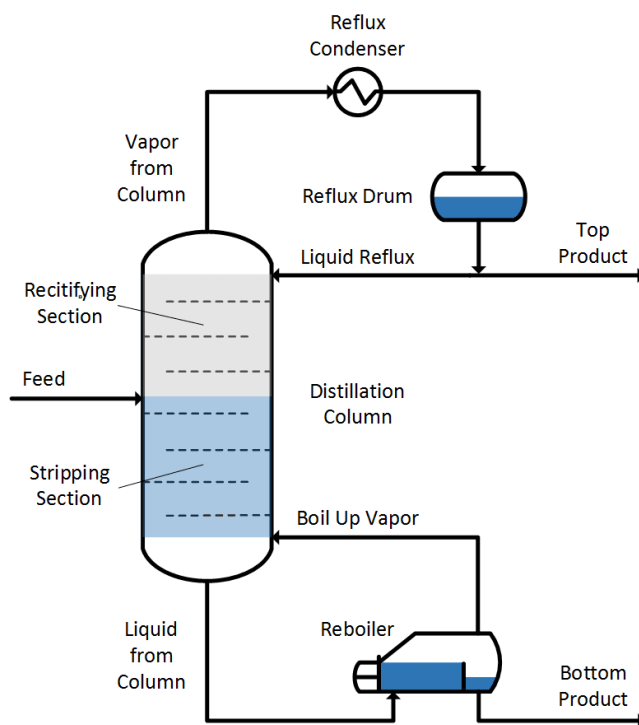 Reflux
Condenser
Vapor
from
Column
Reflux Drum
Liquid Reflux
Top
Product
Recitifying
Section
Feed
Distillation
Column
Stripping
Section
Boil Up Vapor
Liquid
from
Column
Reboiler
Bottom
Product